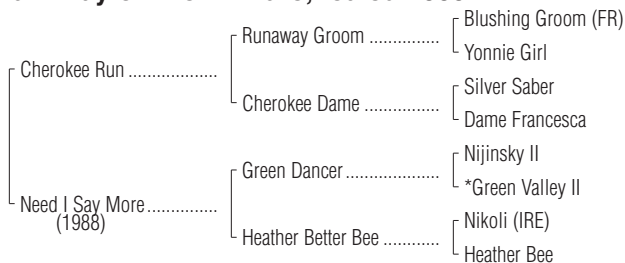 Blushing Groom (FR)
Runaway Groom ...............
Yonnie Girl
Cherokee Run ...................
Silver Saber
Cherokee Dame ................
Dame Francesca
Nijinsky II
Green Dancer....................
*Green Valley II
Need I Say More...............
(1988)
Nikoli (IRE)
Heather Better Bee ............
Heather Bee